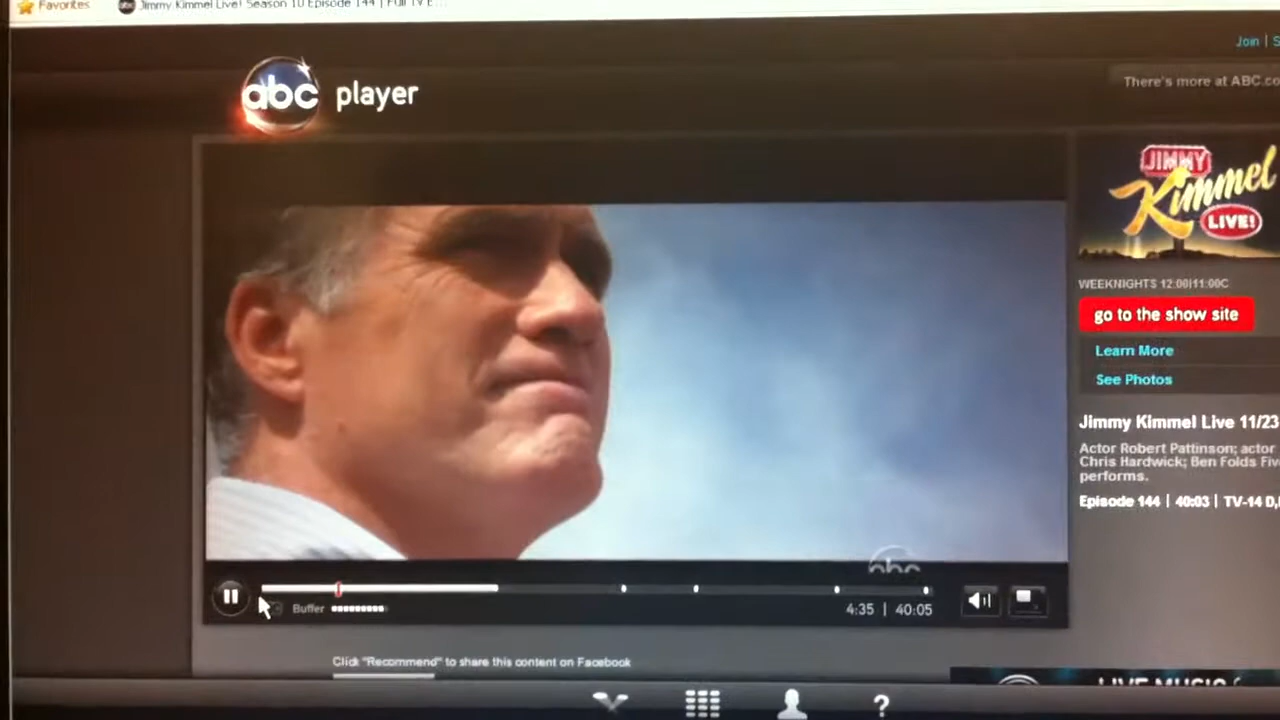 Favorites
Jimmy Kimmel Live! Season 10 Episode 144 | Full TV E...
Join |
abc player
There's more at ABC.co
JIMMY
Kimmel
LIVE!
WEEKNIGHTS 12:00|11:00C
go to the show site
Learn More
See Photos
Jimmy Kimmel Live 11/23
Actor Robert Pattinson; actor
Chris Hardwick; Ben Folds Fiv
performs.
Episode 144 | 40:03 | TV-14 D,
abc
Buffer
4:35 | 40:05
Click "Recommend" to share this content on Facebook
LIVE MUSIC
?